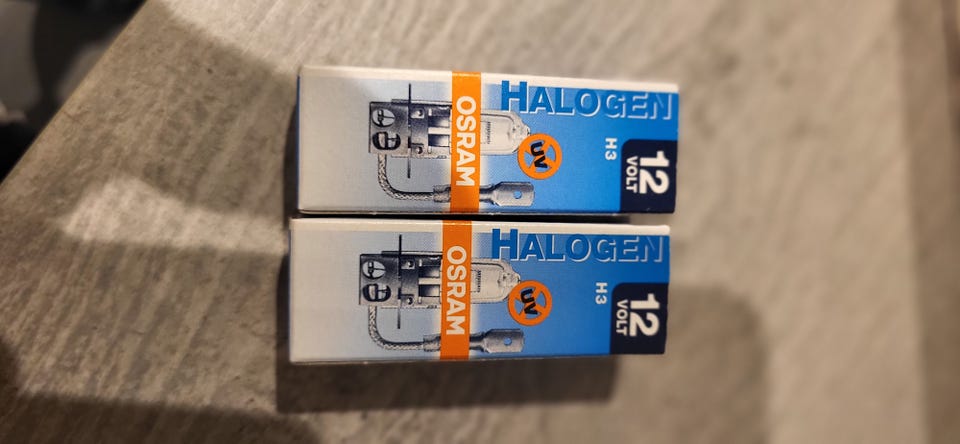 HALOGEN
OSRAM
UV
H3
12
VOLT
HALOGEN
OSRAM
UV
H3
12
VOLT